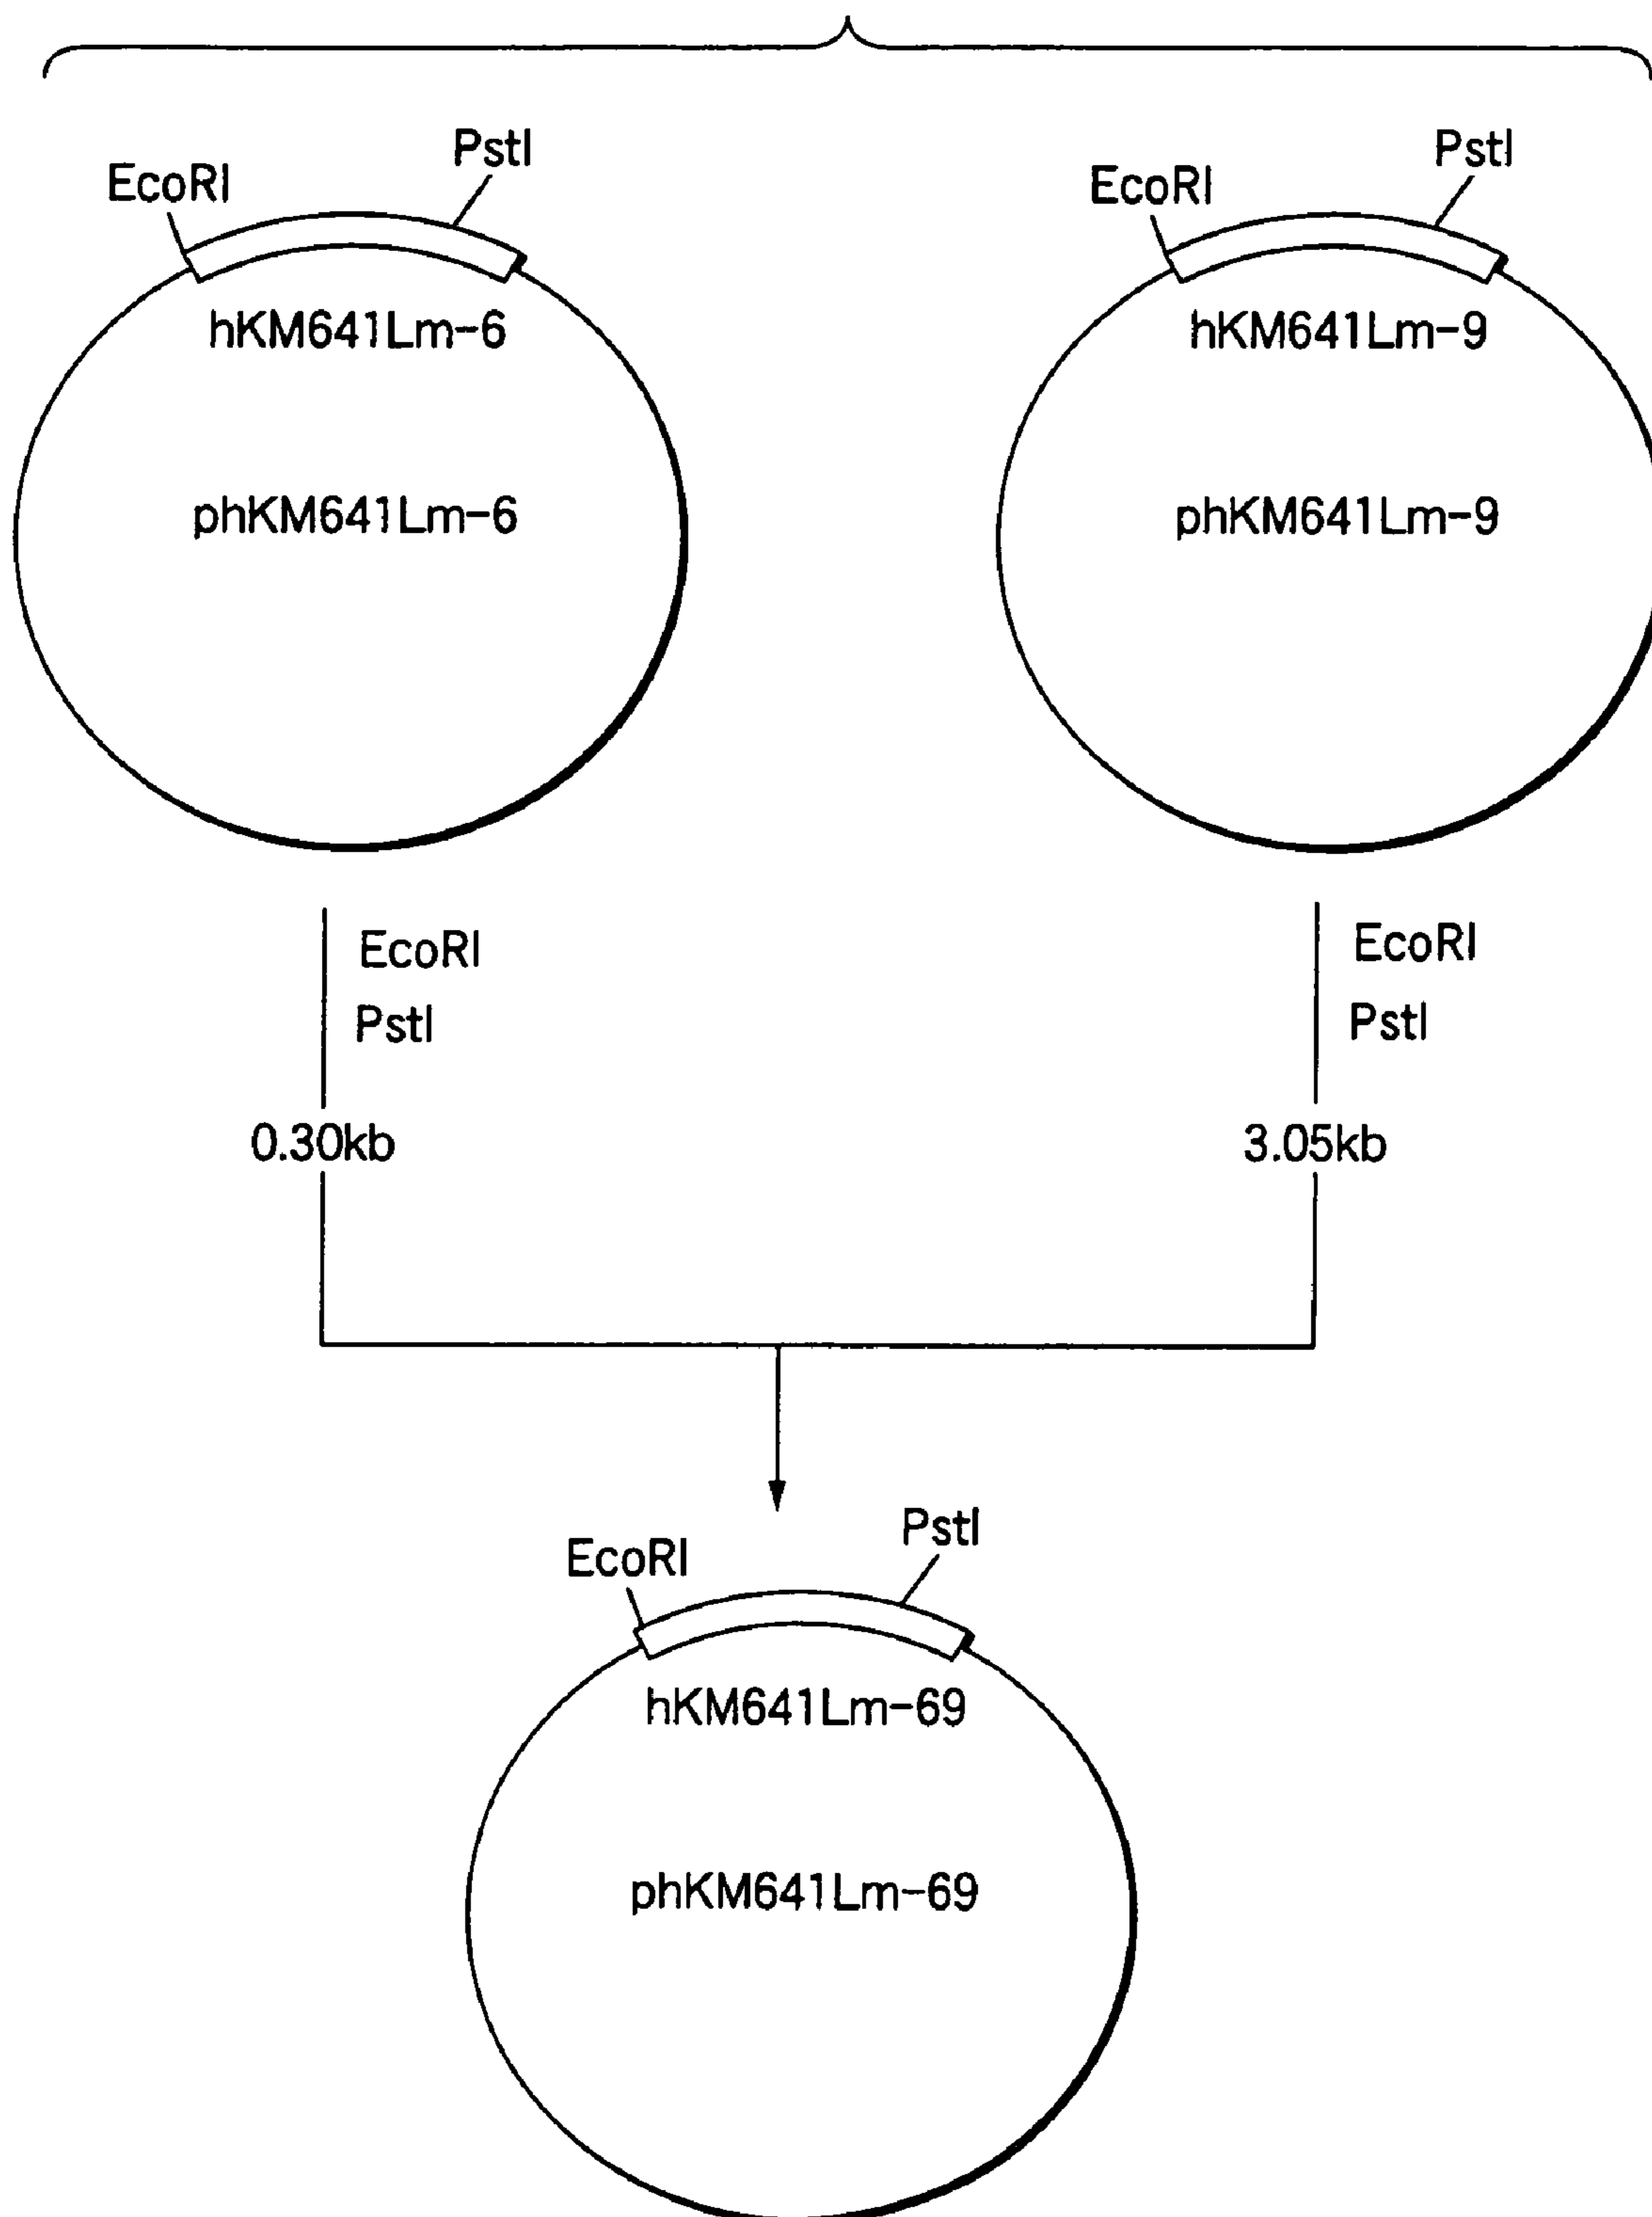 PstI
EcoRI
hKM641Lm-6
phKM641Lm-6
PstI
EcoRI
hKM641Lm-9
phKM641Lm-9
EcoRI
PstI
0.30kb
EcoRI
PstI
3.05kb
PstI
EcoRI
hKM641Lm-69
phKM641Lm-69